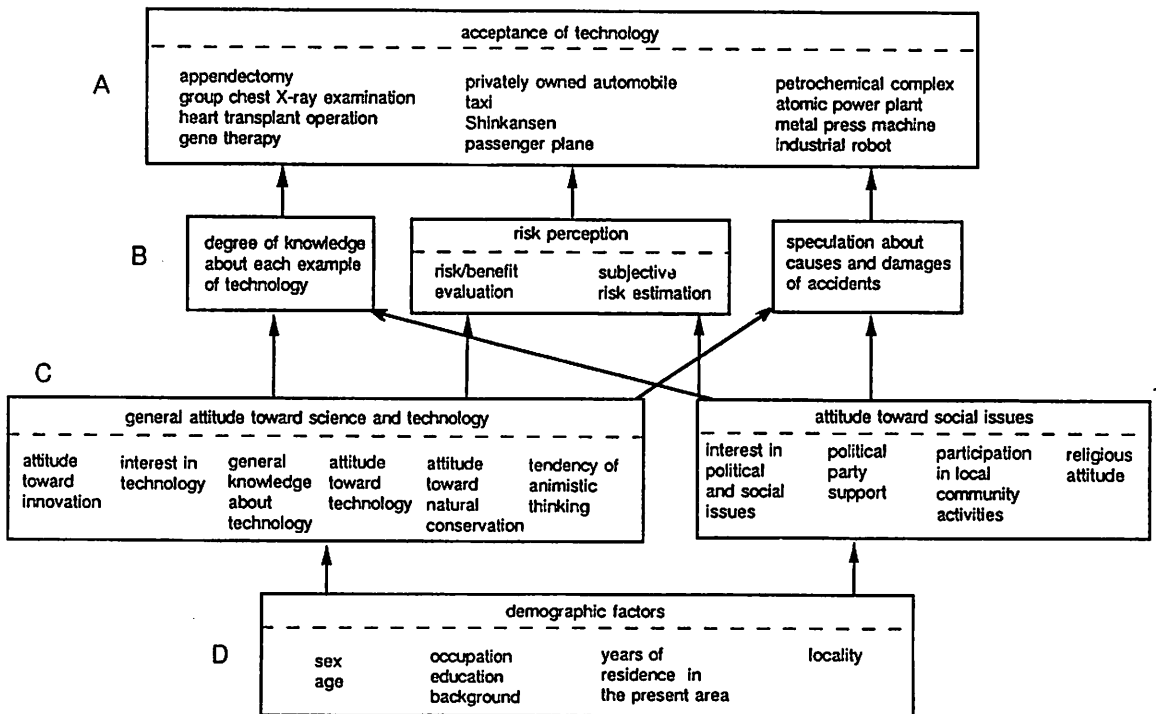 acceptance of technology
A
appendectomy
group chest X-ray examination
heart transplant operation
gene therapy
privately owned automobile
taxi
Shinkansen
passenger plane
petrochemical complex
atomic power plant
metal press machine
industrial robot
B
degree of knowledge
about each example
of technology
risk perception
risk/benefit
evaluation
subjective
risk estimation
speculation about
causes and damages
of accidents
C
general attitude toward science and technology
attitude
toward
innovation
interest in
technology
general
knowledge
about
technology
attitude
toward
technology
attitude
toward
natural
conservation
tendency of
animistic
thinking
attitude toward social issues
interest in
political
and social
issues
political
party
support
participation
in local
community
activities
religious
attitude
demographic factors
D
sex
age
occupation
education
background
years of
residence in
the present area
locality